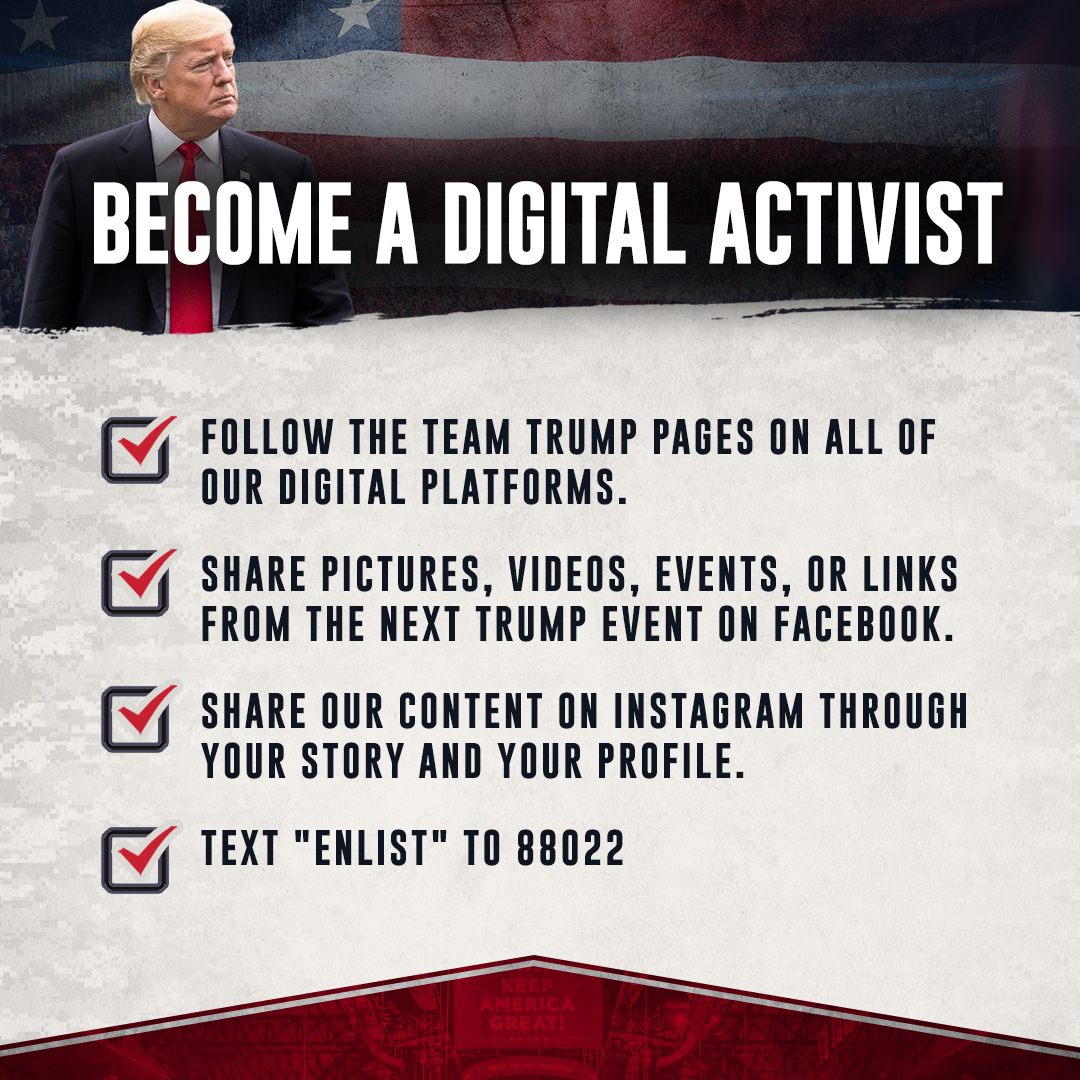 BECOME A DIGITAL ACTIVIST
FOLLOW THE TEAM TRUMP PAGES ON ALL OF
OUR DIGITAL PLATFORMS.
SHARE PICTURES, VIDEOS, EVENTS, OR LINKS
FROM THE NEXT TRUMP EVENT ON FACEBOOK.
SHARE OUR CONTENT ON INSTAGRAM THROUGH
YOUR STORY AND YOUR PROFILE.
TEXT "ENLIST" TO 88022
KEEP
AMERICA
GREAT!